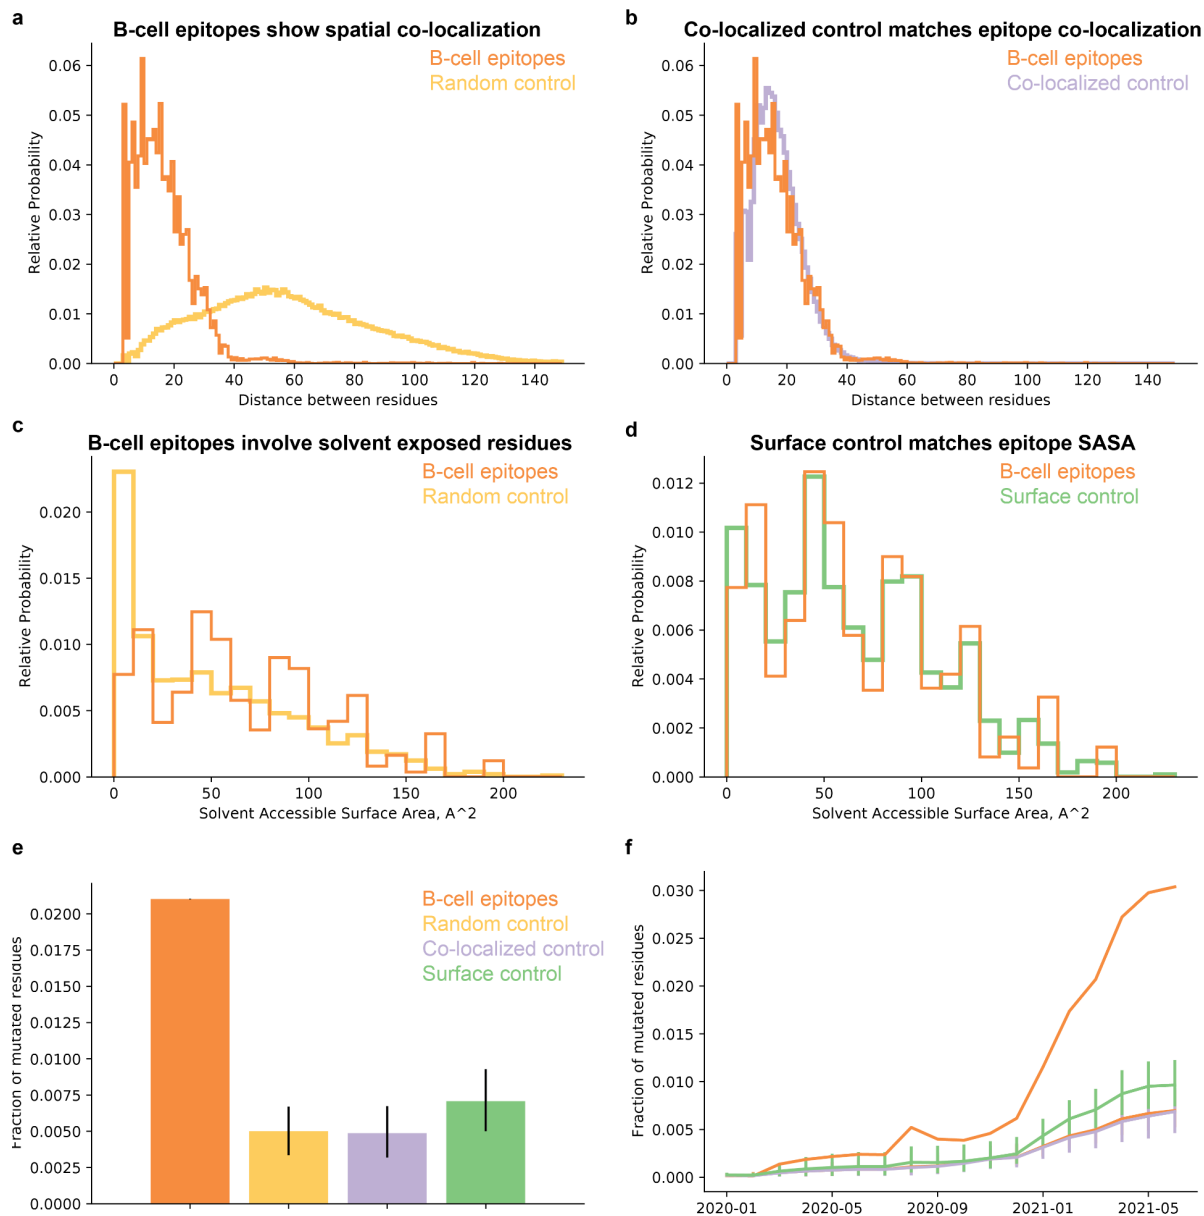 a
B-cell epitopes show spatial co-localization
B-cell epitopes
Random control
0.06
0.05
0.04
0.03
0.02
0.01
0.00
Relative Probability
0 20 40 60 80 100 120 140
Distance between residues
b
Co-localized control matches epitope co-localization
B-cell epitopes
Co-localized control
0.06
0.05
0.04
0.03
0.02
0.01
0.00
Relative Probability
0 20 40 60 80 100 120 140
Distance between residues
c
B-cell epitopes involve solvent exposed residues
B-cell epitopes
Random control
0.020
0.015
0.010
0.005
0.000
Relative Probability
0 50 100 150 200
Solvent Accessible Surface Area, A^2
d
Surface control matches epitope SASA
B-cell epitopes
Surface control
0.012
0.010
0.008
0.006
0.004
0.002
0.000
Relative Probability
0 50 100 150 200
Solvent Accessible Surface Area, A^2
e
B-cell epitopes
Random control
Co-localized control
Surface control
0.0200
0.0175
0.0150
0.0125
0.0100
0.0075
0.0050
0.0025
0.0000
Fraction of mutated residues
f
0.030
0.025
0.020
0.015
0.010
0.005
0.000
Fraction of mutated residues
2020-01 2020-05 2020-09 2021-01 2021-05